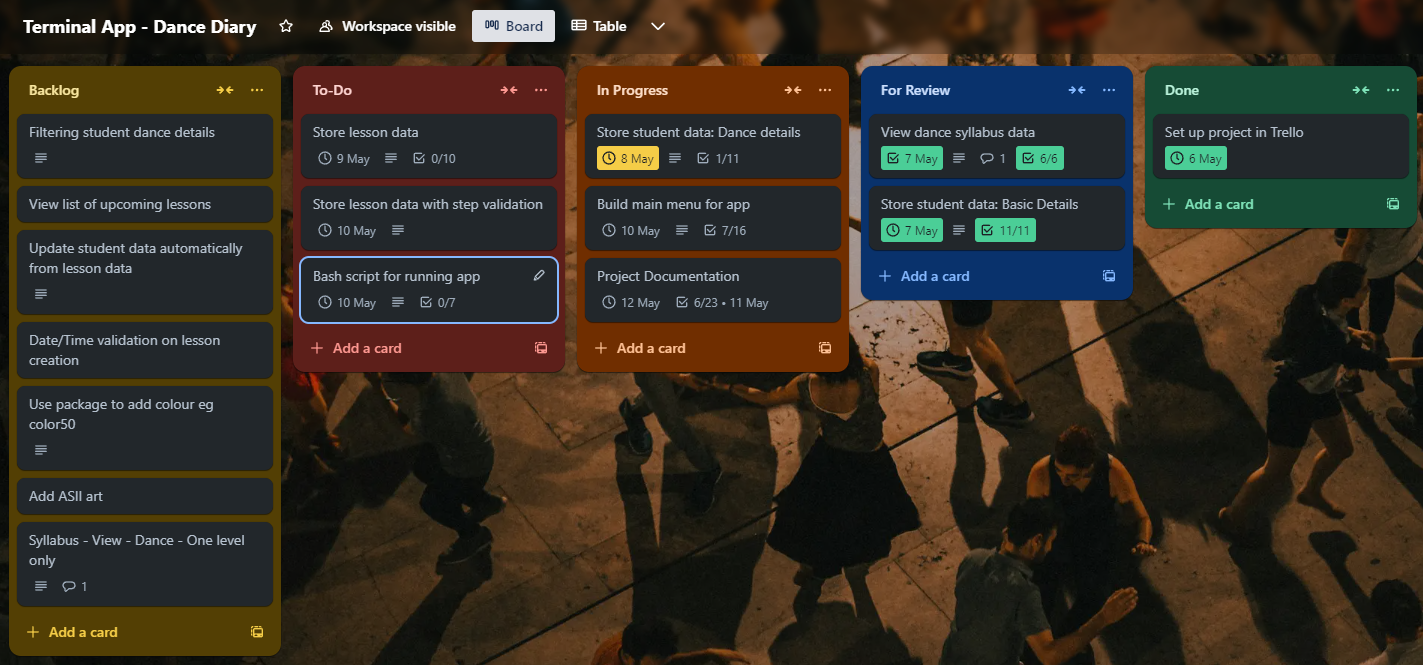 Terminal App - Dance Diary
Workspace visible
Board
Table
Backlog
Filtering student dance details
View list of upcoming lessons
Update student data automatically
from lesson data
Date/Time validation on lesson
creation
Use package to add colour eg
color50
Add ASII art
Syllabus - View - Dance - One level
only
1
Add a card
To-Do
Store lesson data
9 May
0/10
Store lesson data with step validation
10 May
Bash script for running app
10 May
0/7
Add a card
In Progress
Store student data: Dance details
8 May
1/11
Build main menu for app
10 May
7/16
Project Documentation
12 May
6/23 • 11 May
Add a card
For Review
View dance syllabus data
7 May
1
6/6
Store student data: Basic Details
7 May
11/11
Add a card
Done
Set up project in Trello
6 May
Add a card